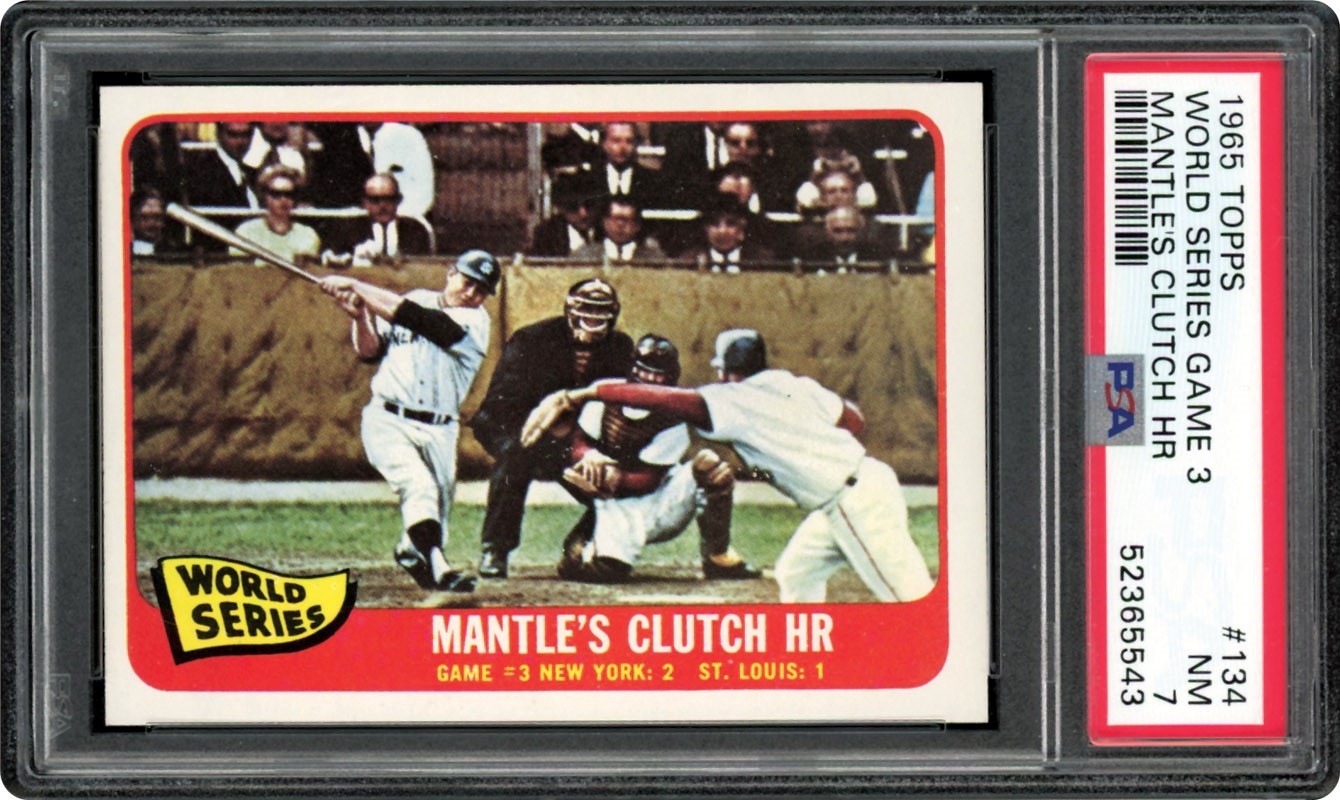 WORLD
SERIES
MANTLE'S CLUTCH HR
GAME #3 NEW YORK: 2 ST. LOUIS: 1
1965 TOPPS #134
WORLD SERIES GAME 3 NM
MANTLE'S CLUTCH HR 7
52365543
PSA